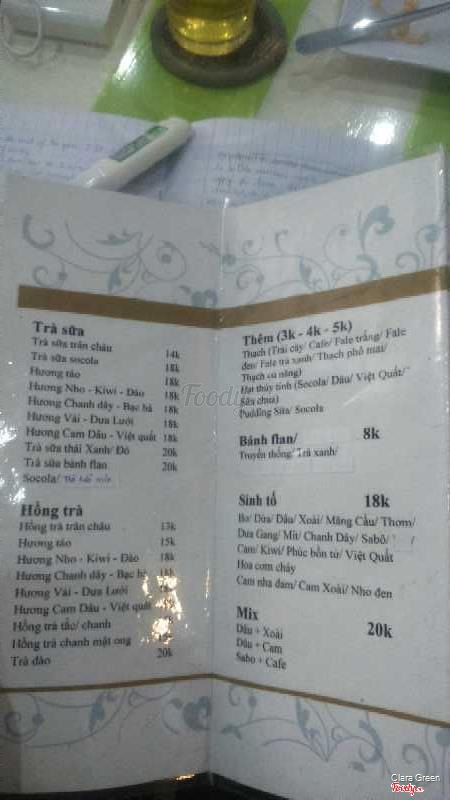 Trà sữa
Trà sữa trân châu 14k
Trà sữa socola 18k
Hương táo 18k
Hương Nho - Kiwi - Đào 18k
Hương Chanh dây - Bạc hà 18k
Hương Vải - Dưa Lưới 18k
Hương Cam Dâu - Việt quất 18k
Trà sữa thái Xanh/ Đỏ 20k
Trà sữa bánh flan 20k
Socola/
Hồng trà
Hồng trà trân châu 13k
Hương táo 15k
Hương Nho - Kiwi - Đào 18k
Hương Chanh dây - Bạc hà 18k
Hương Vải - Dưa Lưới 18k
Hương Cam Dâu - Việt quất
Hồng trà tắc/ chanh
Hồng trà chanh mật ong
Trà đào 20k
Thêm (3k - 4k - 5k)
Thạch (Trái cây/ Cafe/ Fale trắng/ Fale
đen/ Fale trà xanh/ Thạch phô mai/
Thạch củ năng)
Hạt thủy tinh (Socola/ Dâu/ Việt Quất/
Sữa chua)
Pudding Sữa/ Socola
Bánh flan/ 8k
Truyền thống/ Trà xanh/
Sinh tố 18k
Bơ/ Dừa/ Dâu/ Xoài/ Mãng Cầu/ Thơm/
Dưa Gang/ Mít/ Chanh Dây/ Sabô/ /
Cam/ Kiwi/ Phúc bồn tử/ Việt Quất
Hoa cơm cháy
Cam nha đam/ Cam Xoài/ Nho đen
Mix 20k
Dâu + Xoài
Dâu + Cam
Sabo + Cafe
Foody
Clara Green
Foody.vn